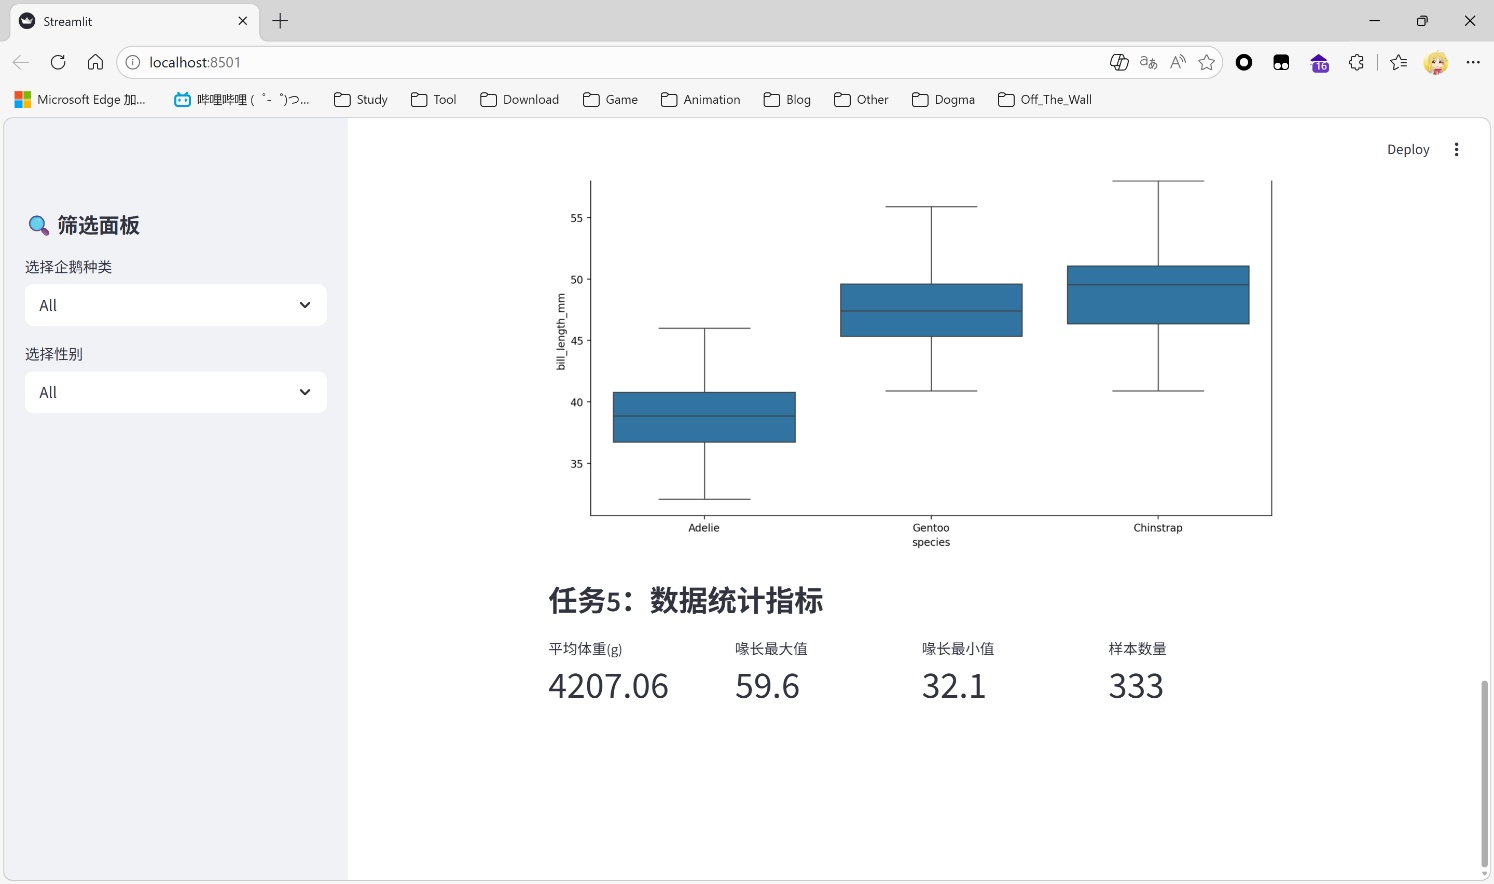 Streamlit
localhost:8501
16
Microsoft Edge 加...
哔哩哔哩 ( ゜- ゜)つ...
Study
Tool
Download
Game
Animation
Blog
Other
Dogma
Off_The_Wall
Deploy
筛选面板
选择企鹅种类
All
选择性别
All
55
50
45
40
35
bill_length_mm
Adelie
Gentoo
Chinstrap
species
任务5：数据统计指标
平均体重(g)
喙长最大值
喙长最小值
样本数量
4207.06
59.6
32.1
333